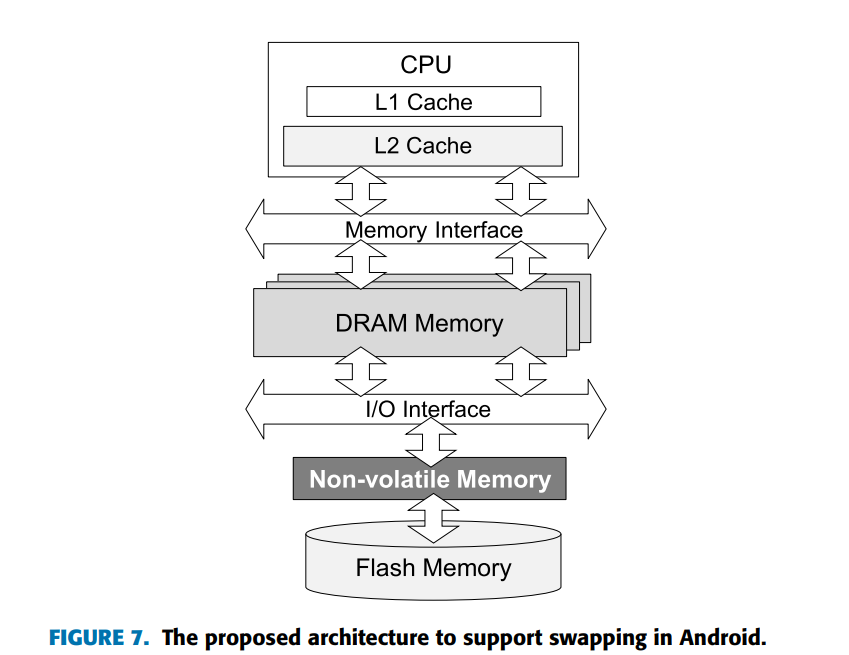 CPU
L1 Cache
L2 Cache
Memory Interface
DRAM Memory
I/O Interface
Non-volatile Memory
Flash Memory
FIGURE 7. The proposed architecture to support swapping in Android.